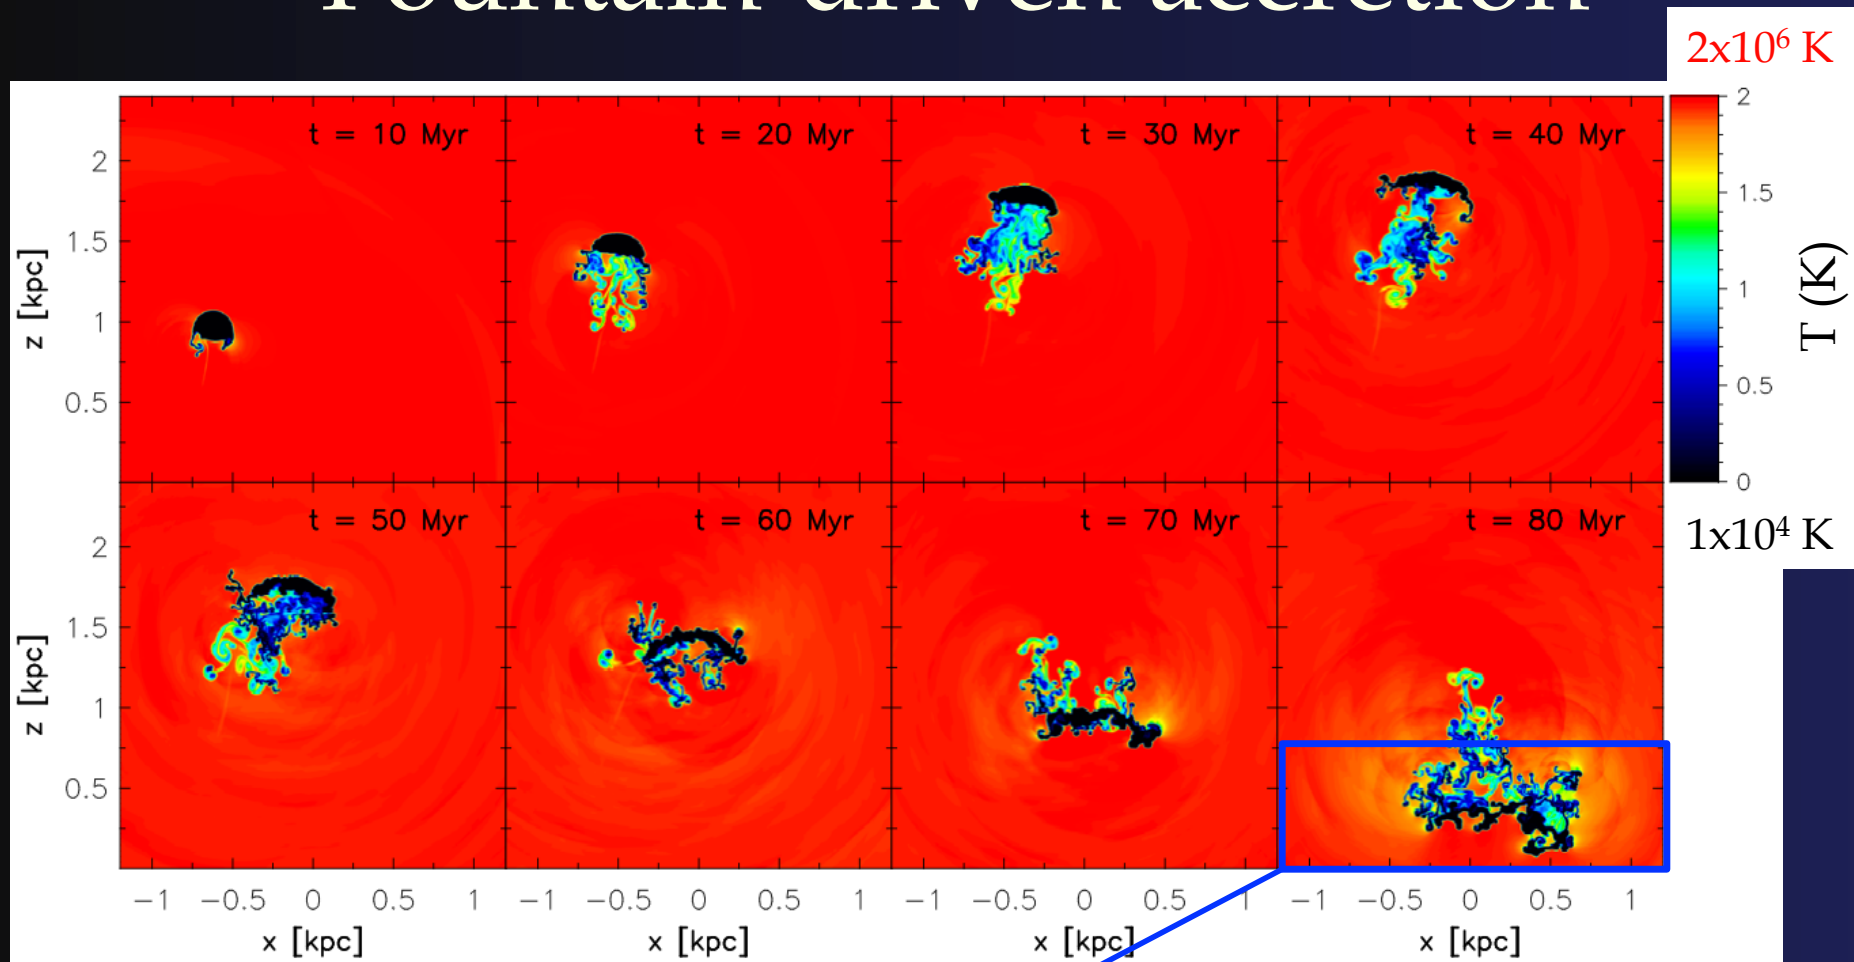 Fountain-driven accretion
2x10⁶ K
t = 10 Myr
t = 20 Myr
t = 30 Myr
t = 40 Myr
2
1.5
1
0.5
z [kpc]
2
1.5
1
0.5
0
T (K)
1x10⁴ K
t = 50 Myr
t = 60 Myr
t = 70 Myr
t = 80 Myr
2
1.5
1
0.5
z [kpc]
−1 −0.5 0 0.5 1 −1 −0.5 0 0.5 1 −1 −0.5 0 0.5 1 −1 −0.5 0 0.5 1
x [kpc] x [kpc] x [kpc] x [kpc]